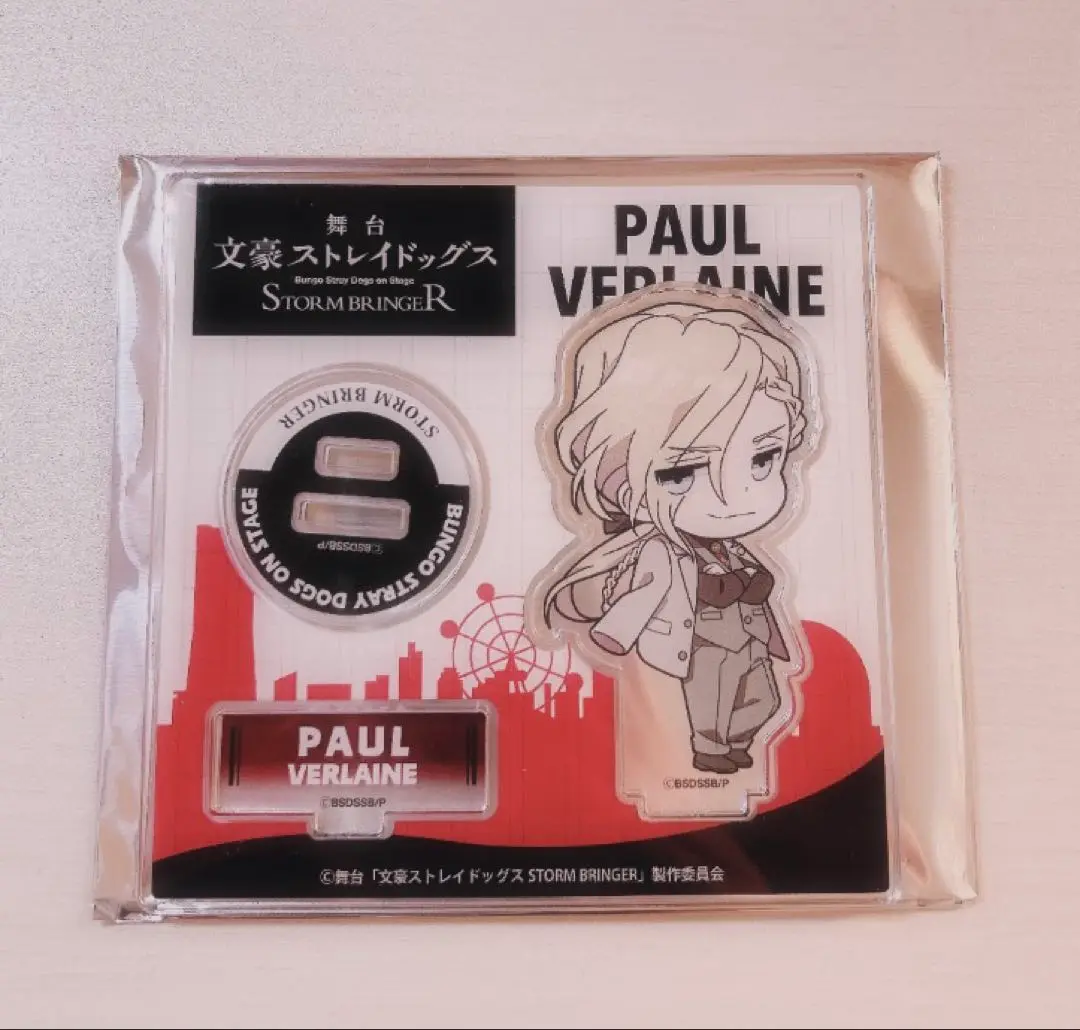 舞台
文豪ストレイドッグス
Bungo Stray Dogs on Stage
STORM BRINGER
PAUL
VERLAINE
STORM BRINGER
BUNGO STRAY DOGS ON STAGE
©BSDSSB/P
PAUL
VERLAINE
©BSDSSB/P
©BSDSSB/P
©舞台「文豪ストレイドッグス STORM BRINGER」製作委員会